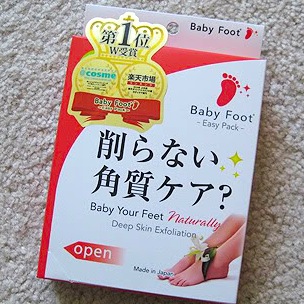 Baby Foot
第1位
W受賞
@cosme
楽天市場
Baby Foot
- Easy Pack -
Baby Foot
- Easy Pack -
削らない
角質ケア?
Baby Your Feet Naturally
Deep Skin Exfoliation
open
Made in Japan